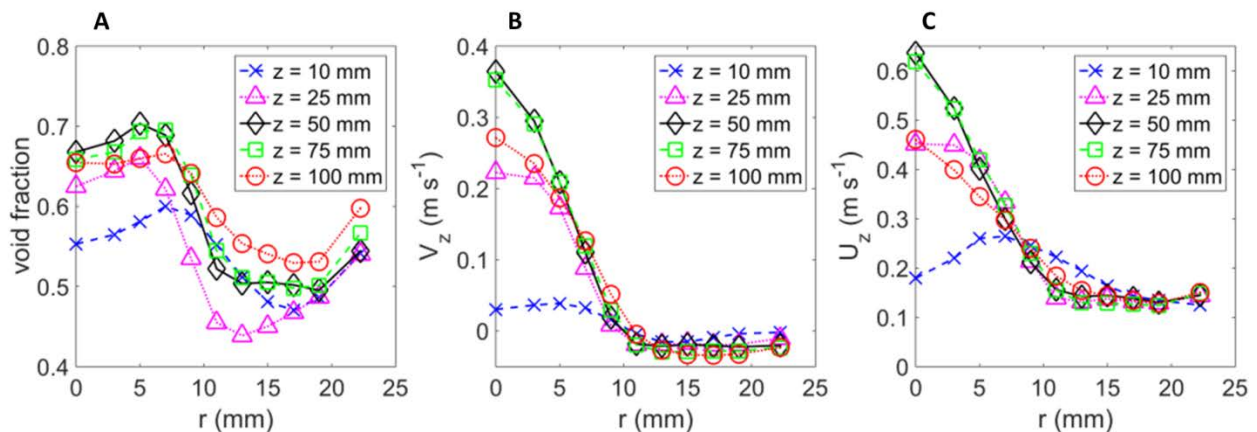 A
void fraction
0.8
0.7
0.6
0.5
0.4
0 5 10 15 20 25
r (mm)
z = 10 mm
z = 25 mm
z = 50 mm
z = 75 mm
z = 100 mm
B
V_z (m s⁻¹)
0.4
0.3
0.2
0.1
0
0 5 10 15 20 25
r (mm)
z = 10 mm
z = 25 mm
z = 50 mm
z = 75 mm
z = 100 mm
C
U_z (m s⁻¹)
0.6
0.5
0.4
0.3
0.2
0.1
0
0 5 10 15 20 25
r (mm)
z = 10 mm
z = 25 mm
z = 50 mm
z = 75 mm
z = 100 mm